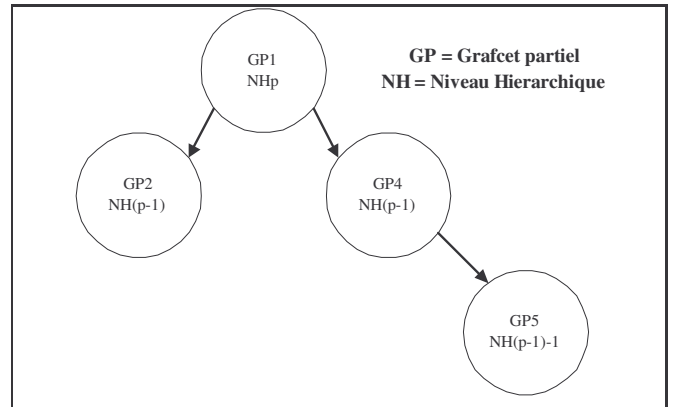 GP1
NHp
GP = Grafcet partiel
NH = Niveau Hierarchique
GP2
NH(p-1)
GP4
NH(p-1)
GP5
NH(p-1)-1